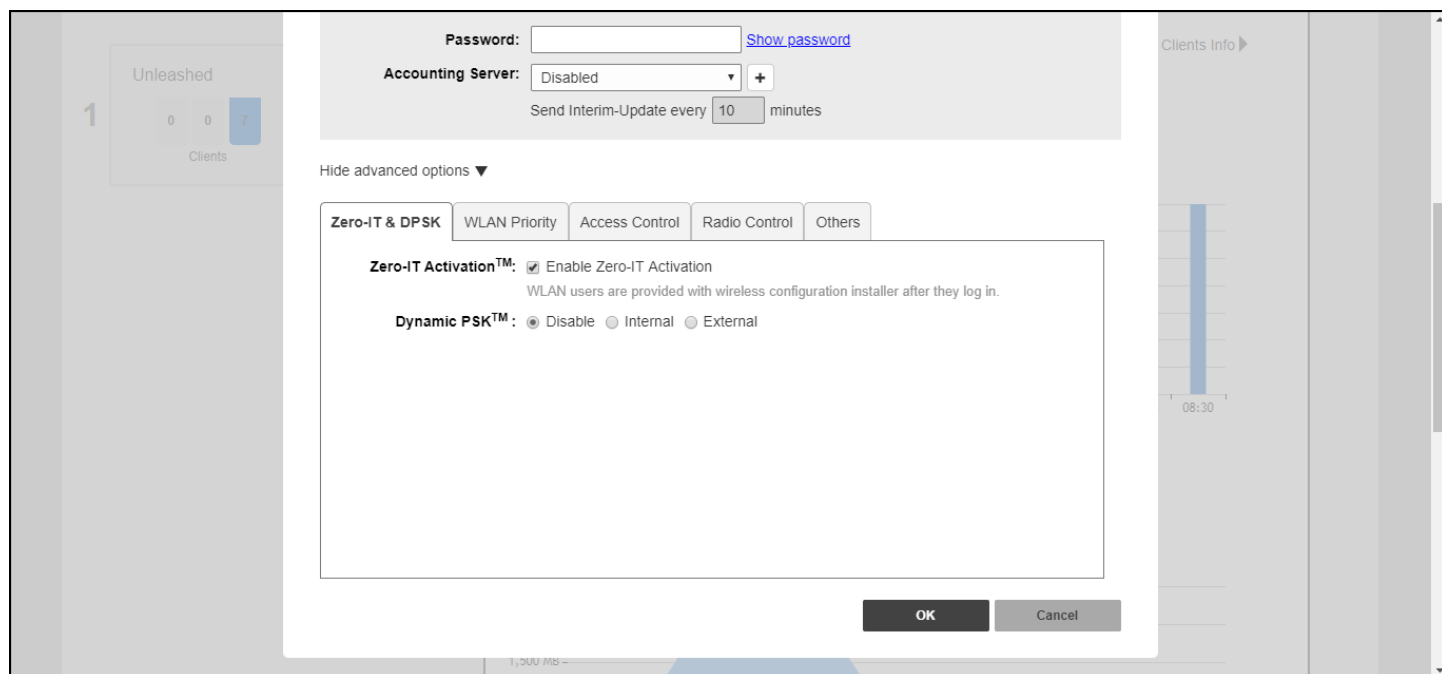 Password: Show password
Clients Info
Unleashed
Accounting Server: Disabled +
Send Interim-Update every 10 minutes
1
0 0 7
Clients
Hide advanced options ▼
Zero-IT & DPSK WLAN Priority Access Control Radio Control Others
Zero-IT Activation™: Enable Zero-IT Activation
WLAN users are provided with wireless configuration installer after they log in.
Dynamic PSK™ : Disable Internal External
08:30
OK Cancel
1,500 MB